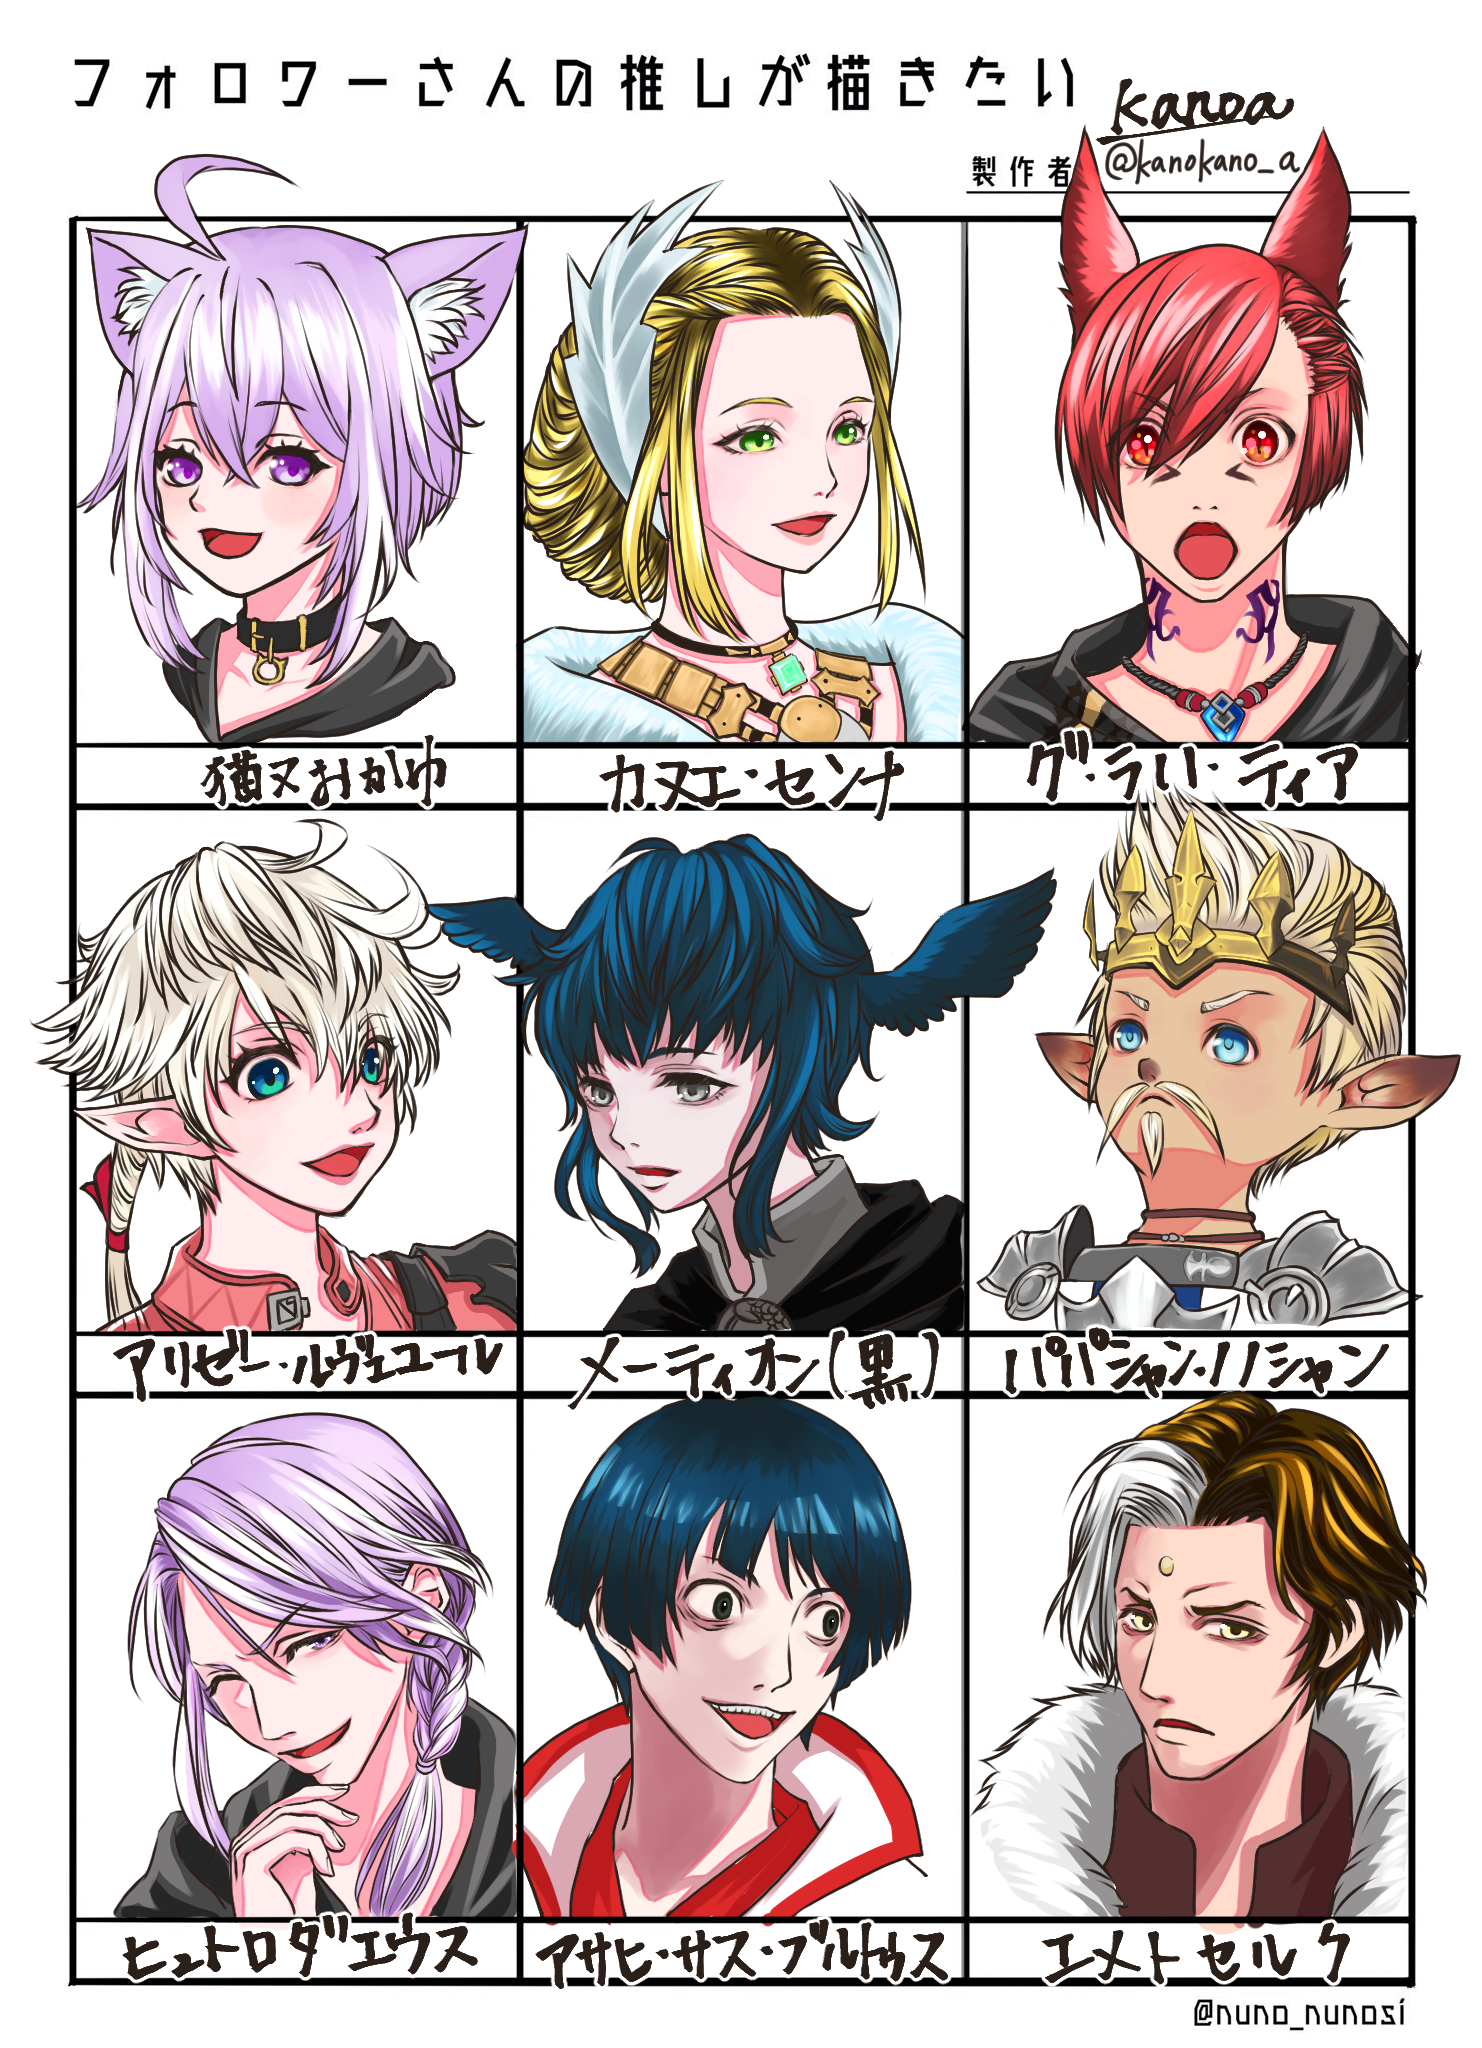 フォロワーさんの推しが描きたい
kanoa
製作者
@kanokano_a
猫又おかゆ
カヌエ・センナ
グ・ラハ・ティア
アリゼー・ルヴェユール
メーティオン(黒)
パパシャン・ノシャン
ヒュトロダエウス
アサヒ・サス・ブルトゥス
エメトセルク
@nuno_nunosi